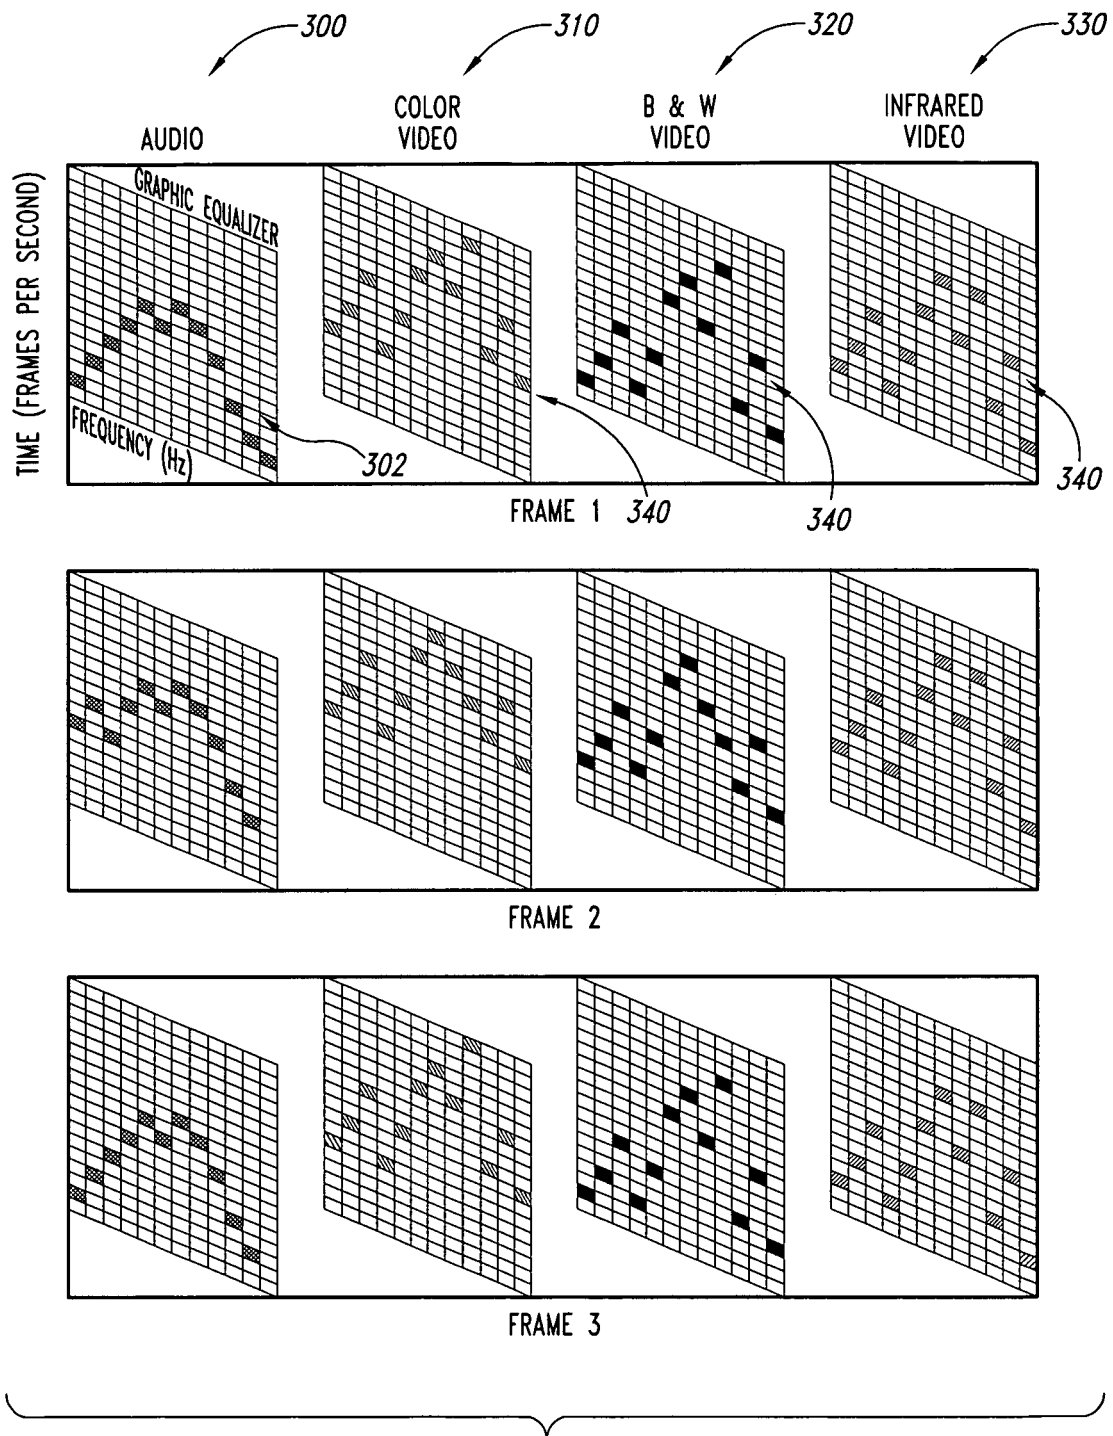 300
310
320
330
AUDIO
COLOR
VIDEO
B & W
VIDEO
INFRARED
VIDEO
TIME (FRAMES PER SECOND)
GRAPHIC EQUALIZER
FREQUENCY (Hz)
302
340
340
340
FRAME 1
FRAME 2
FRAME 3